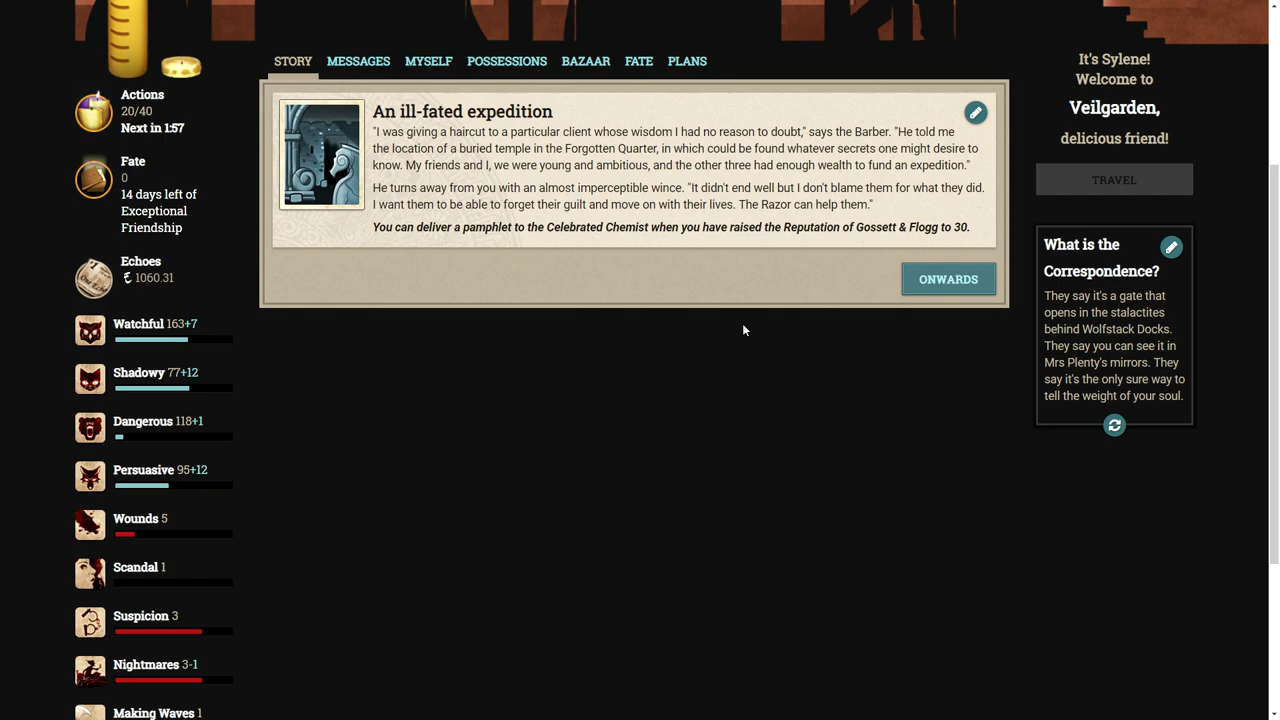 STORY MESSAGES MYSELF POSSESSIONS BAZAAR FATE PLANS
Actions
20/40
Next in 1:57
Fate
0
14 days left of
Exceptional
Friendship
Echoes
1060.31
Watchful 163+7
Shadowy 77+12
Dangerous 118+1
Persuasive 95+12
Wounds 5
Scandal 1
Suspicion 3
Nightmares 3-1
Making Waves 1
An ill-fated expedition
"I was giving a haircut to a particular client whose wisdom I had no reason to doubt," says the Barber. "He told me
the location of a buried temple in the Forgotten Quarter, in which could be found whatever secrets one might desire to
know. My friends and I, we were young and ambitious, and the other three had enough wealth to fund an expedition."
He turns away from you with an almost imperceptible wince. "It didn't end well but I don't blame them for what they did.
I want them to be able to forget their guilt and move on with their lives. The Razor can help them."
You can deliver a pamphlet to the Celebrated Chemist when you have raised the Reputation of Gossett & Flogg to 30.
ONWARDS
It's Sylene!
Welcome to
Veilgarden,
delicious friend!
TRAVEL
What is the
Correspondence?
They say it's a gate that
opens in the stalactites
behind Wolfstack Docks.
They say you can see it in
Mrs Plenty's mirrors. They
say it's the only sure way to
tell the weight of your soul.